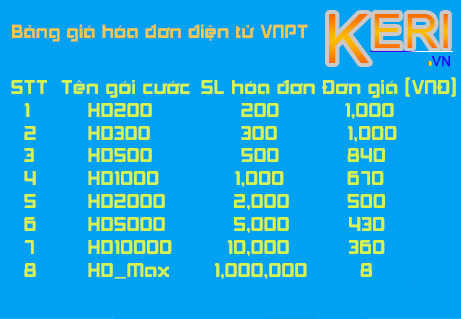 Bảng giá hóa đơn điện tử VNPT
KERI
.VN
STT Tên gói cước SL hóa đơn Đơn giá (VNĐ)
1 HD200 200 1,000
2 HD300 300 1,000
3 HD500 500 840
4 HD1000 1,000 670
5 HD2000 2,000 500
6 HD5000 5,000 430
7 HD10000 10,000 360
8 HD_Max 1,000,000 8